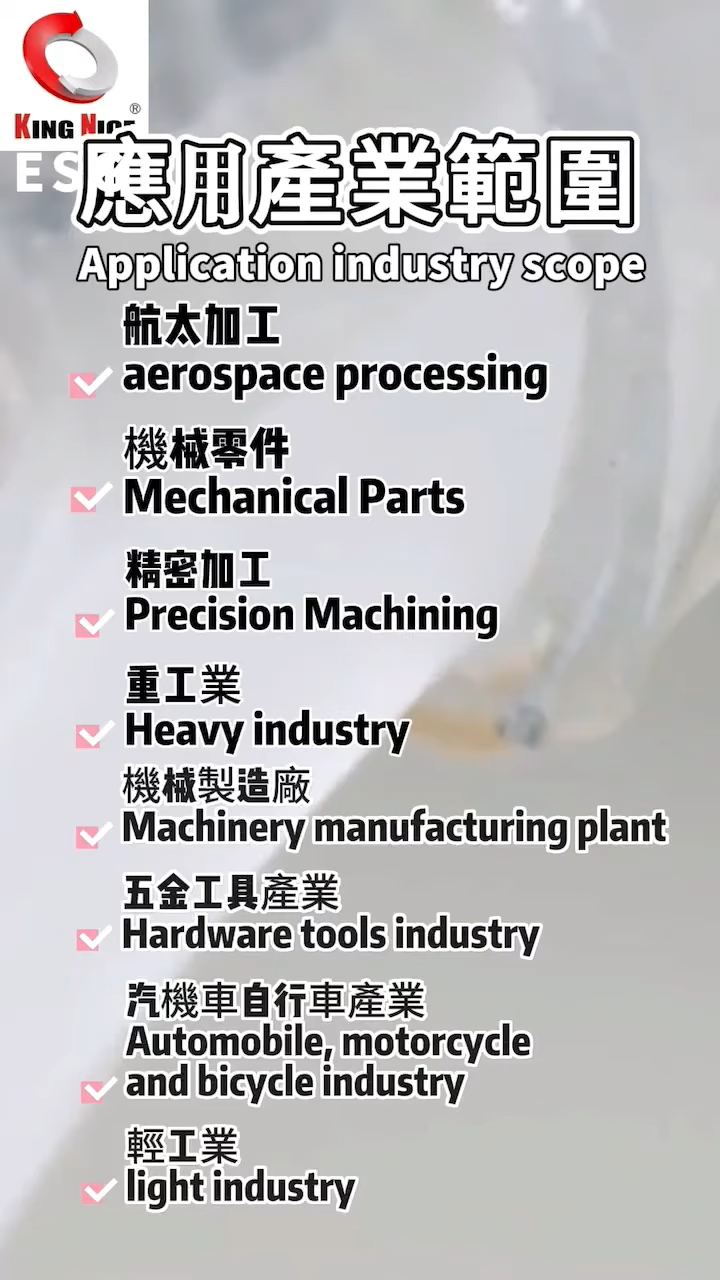 KING NICE®
ES
應用產業範圍
Application industry scope
航太加工
aerospace processing
機械零件
Mechanical Parts
精密加工
Precision Machining
重工業
Heavy industry
機械製造廠
Machinery manufacturing plant
五金工具產業
Hardware tools industry
汽機車自行車產業
Automobile, motorcycle
and bicycle industry
輕工業
light industry